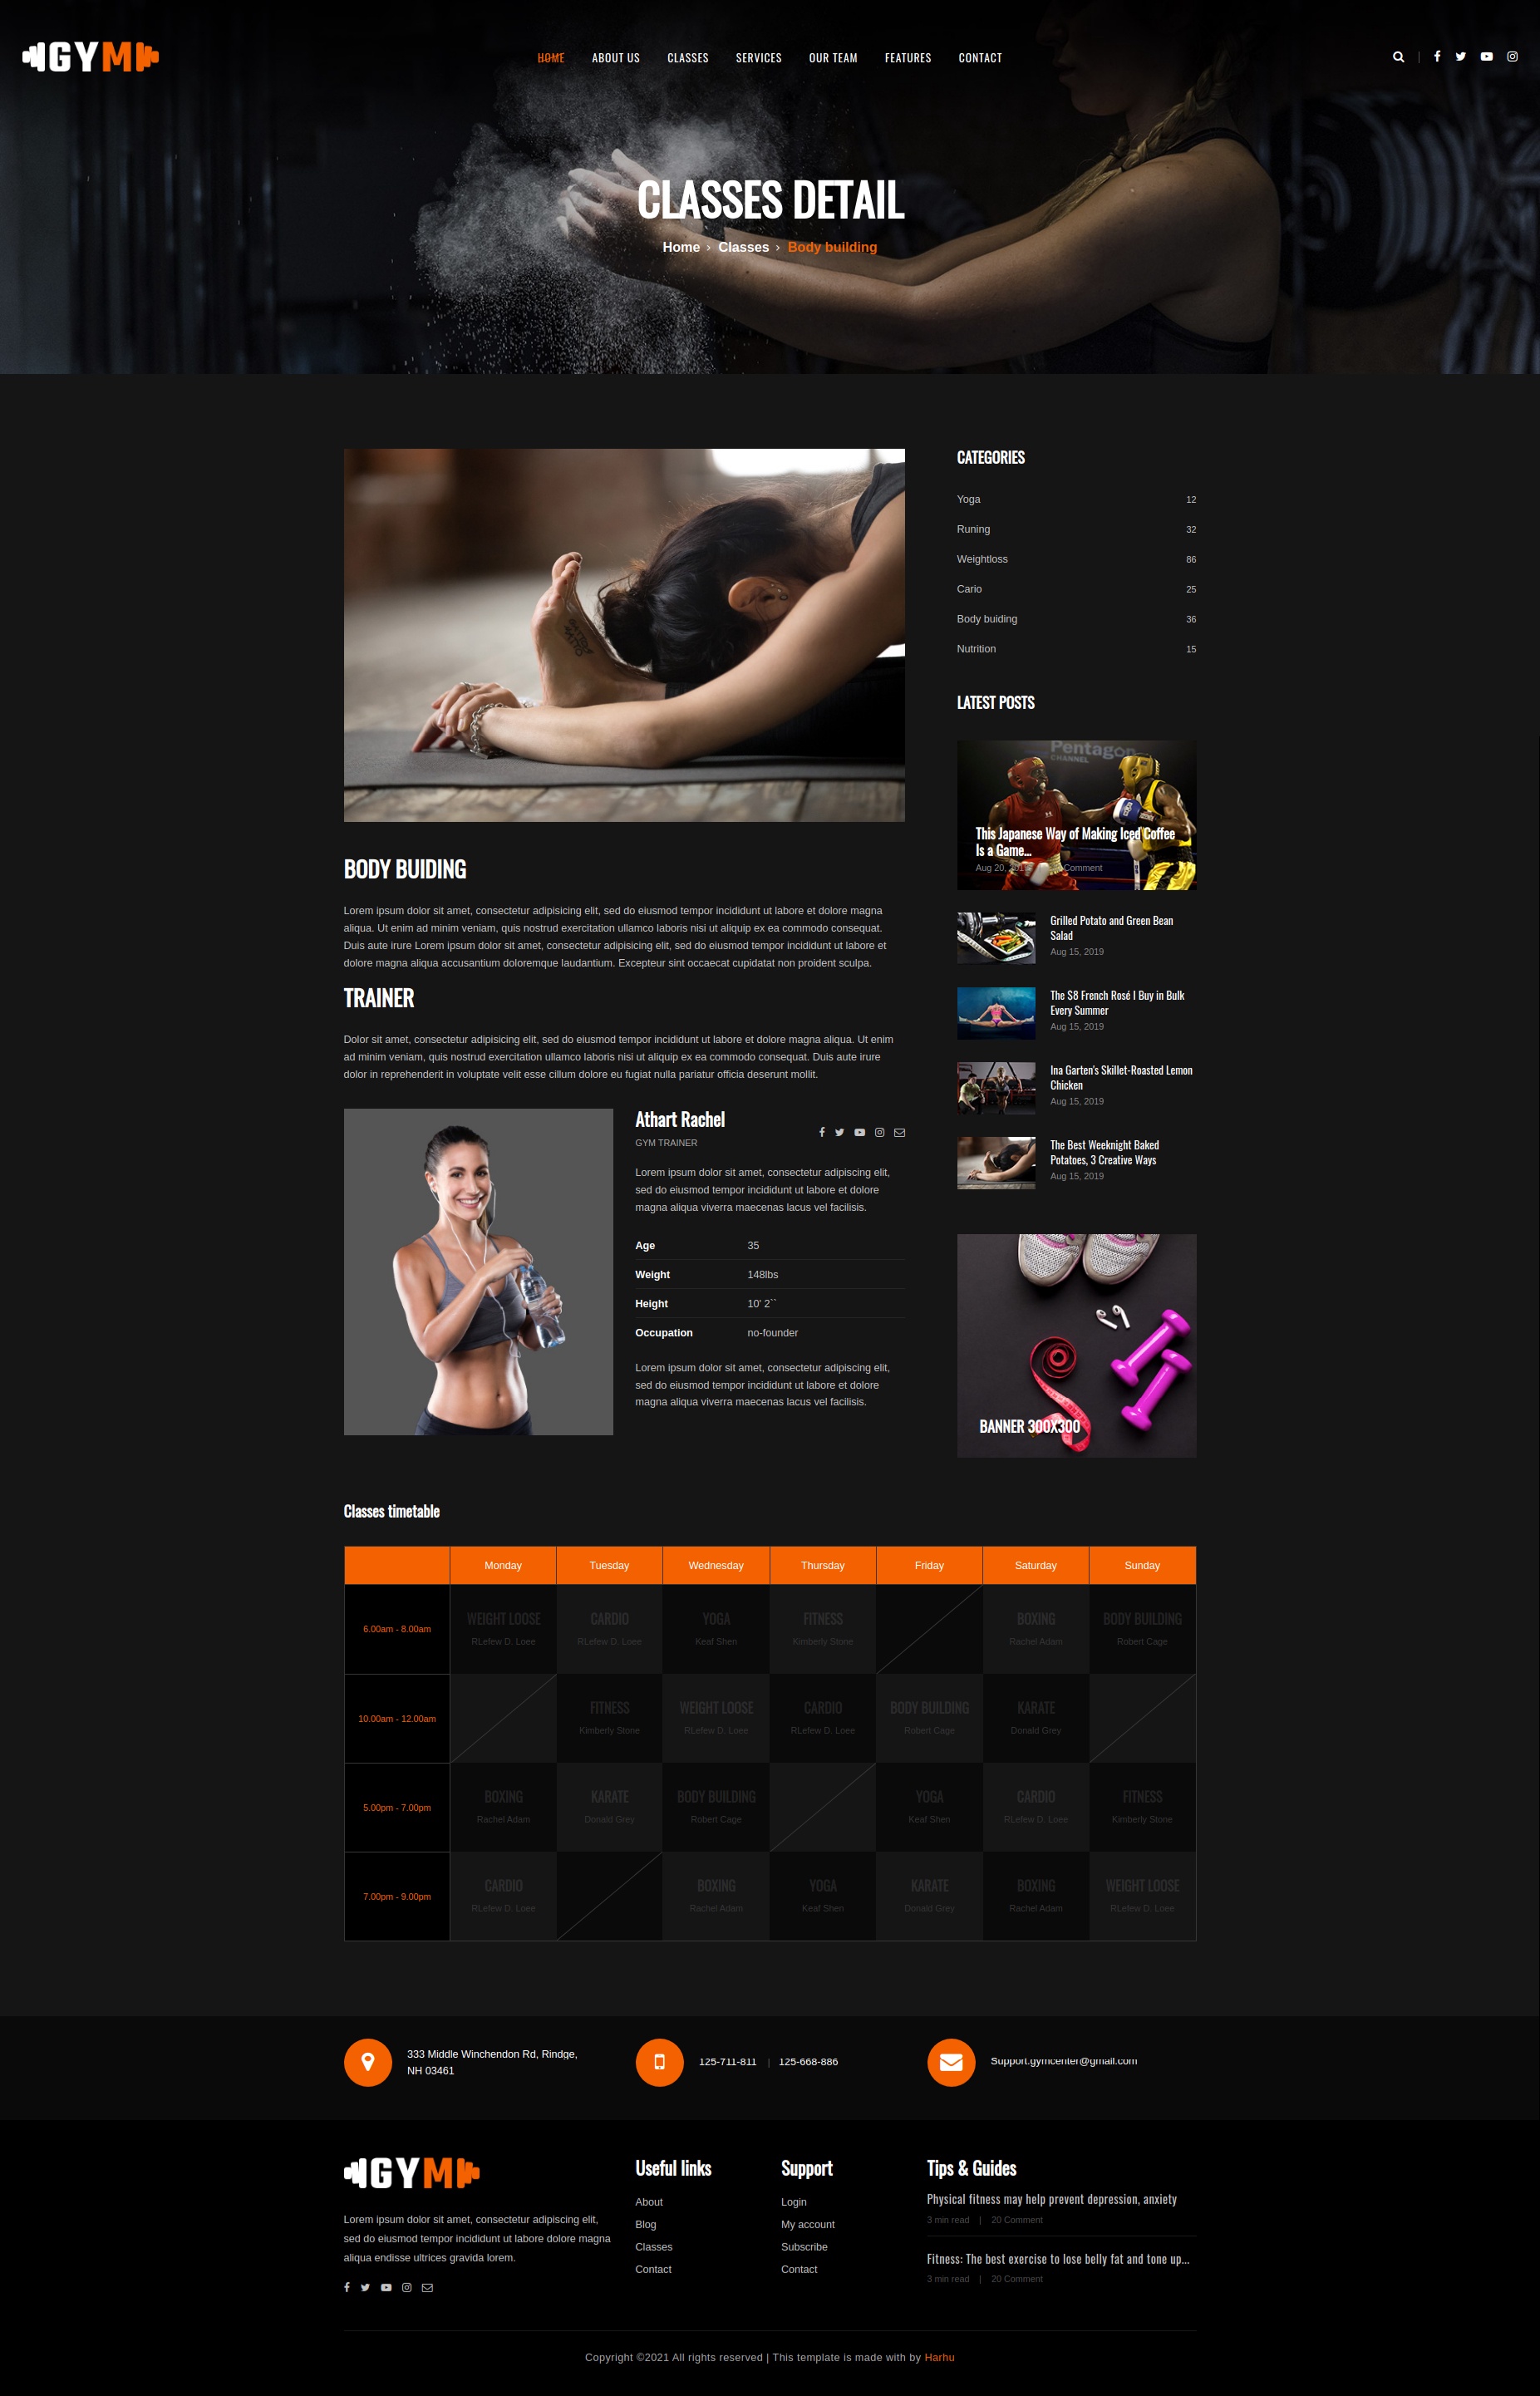 GYM
HOME ABOUT US CLASSES SERVICES OUR TEAM FEATURES CONTACT
CLASSES DETAIL
Home › Classes › Body building
BODY BUIDING
Lorem ipsum dolor sit amet, consectetur adipisicing elit, sed do eiusmod tempor incididunt ut labore et dolore magna
aliqua. Ut enim ad minim veniam, quis nostrud exercitation ullamco laboris nisi ut aliquip ex ea commodo consequat.
Duis aute irure Lorem ipsum dolor sit amet, consectetur adipisicing elit, sed do eiusmod tempor incididunt ut labore et
dolore magna aliqua accusantium doloremque laudantium. Excepteur sint occaecat cupidatat non proident sculpa.
TRAINER
Dolor sit amet, consectetur adipisicing elit, sed do eiusmod tempor incididunt ut labore et dolore magna aliqua. Ut enim
ad minim veniam, quis nostrud exercitation ullamco laboris nisi ut aliquip ex ea commodo consequat. Duis aute irure
dolor in reprehenderit in voluptate velit esse cillum dolore eu fugiat nulla pariatur officia deserunt mollit.
Athart Rachel
GYM TRAINER
Lorem ipsum dolor sit amet, consectetur adipiscing elit,
sed do eiusmod tempor incididunt ut labore et dolore
magna aliqua viverra maecenas lacus vel facilisis.
Age 35
Weight 148lbs
Height 10' 2``
Occupation no-founder
Lorem ipsum dolor sit amet, consectetur adipiscing elit,
sed do eiusmod tempor incididunt ut labore et dolore
magna aliqua viverra maecenas lacus vel facilisis.
CATEGORIES
Yoga 12
Runing 32
Weightloss 86
Cario 25
Body buiding 36
Nutrition 15
LATEST POSTS
Pentagon
CHANNEL
This Japanese Way of Making Iced Coffee
Is a Game...
Aug 20, Comment
Grilled Potato and Green Bean
Salad
Aug 15, 2019
The $8 French Rosé I Buy in Bulk
Every Summer
Aug 15, 2019
Ina Garten's Skillet-Roasted Lemon
Chicken
Aug 15, 2019
The Best Weeknight Baked
Potatoes, 3 Creative Ways
Aug 15, 2019
BANNER 300X300
Classes timetable
Monday Tuesday Wednesday Thursday Friday Saturday Sunday
6.00am - 8.00am
WEIGHT LOOSE CARDIO YOGA FITNESS BOXING BODY BUILDING
RLefew D. Loee RLefew D. Loee Keaf Shen Kimberly Stone Rachel Adam Robert Cage
10.00am - 12.00am
FITNESS WEIGHT LOOSE CARDIO BODY BUILDING KARATE
Kimberly Stone RLefew D. Loee RLefew D. Loee Robert Cage Donald Grey
5.00pm - 7.00pm
BOXING KARATE BODY BUILDING YOGA CARDIO FITNESS
Rachel Adam Donald Grey Robert Cage Keaf Shen RLefew D. Loee Kimberly Stone
7.00pm - 9.00pm
CARDIO BOXING YOGA KARATE BOXING WEIGHT LOOSE
RLefew D. Loee Rachel Adam Keaf Shen Donald Grey Rachel Adam RLefew D. Loee
333 Middle Winchendon Rd, Rindge,
NH 03461
125-711-811 | 125-668-886
Support.gymcenter@gmail.com
GYM
Lorem ipsum dolor sit amet, consectetur adipiscing elit,
sed do eiusmod tempor incididunt ut labore dolore magna
aliqua endisse ultrices gravida lorem.
Useful links
About
Blog
Classes
Contact
Support
Login
My account
Subscribe
Contact
Tips & Guides
Physical fitness may help prevent depression, anxiety
3 min read | 20 Comment
Fitness: The best exercise to lose belly fat and tone up...
3 min read | 20 Comment
Copyright ©2021 All rights reserved | This template is made with by Harhu